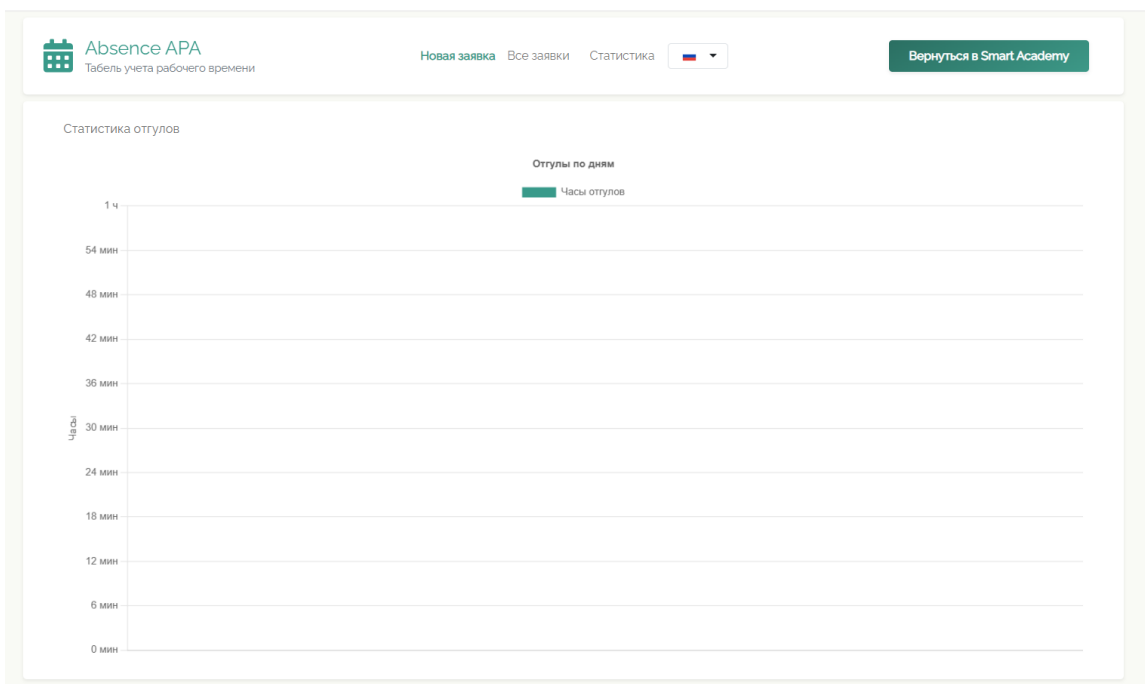 Absence APA
Табель учета рабочего времени
Новая заявка Все заявки Статистика
Вернуться в Smart Academy
Статистика отгулов
Отгулы по дням
Часы отгулов
1 ч
54 мин
48 мин
42 мин
36 мин
Часы
30 мин
24 мин
18 мин
12 мин
6 мин
0 мин